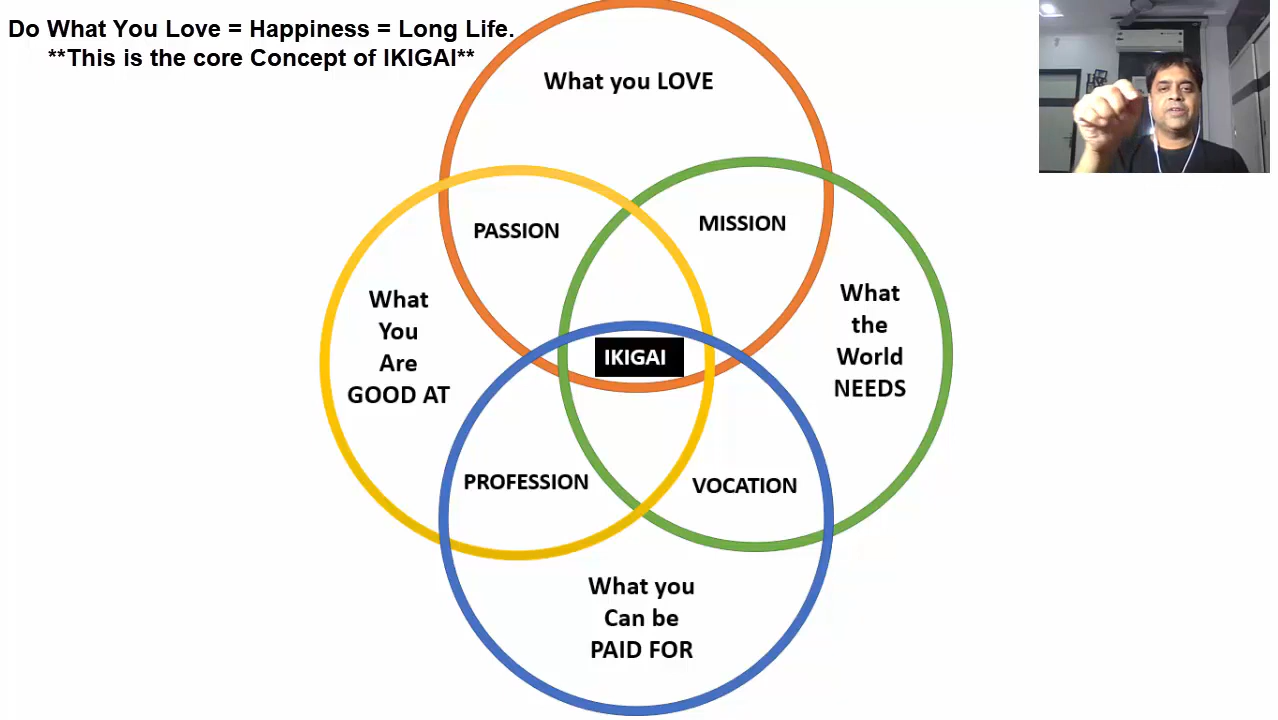 Do What You Love = Happiness = Long Life.
**This is the core Concept of IKIGAI**
What you LOVE
PASSION
MISSION
What
You
Are
GOOD AT
What
the
World
NEEDS
IKIGAI
PROFESSION
VOCATION
What you
Can be
PAID FOR